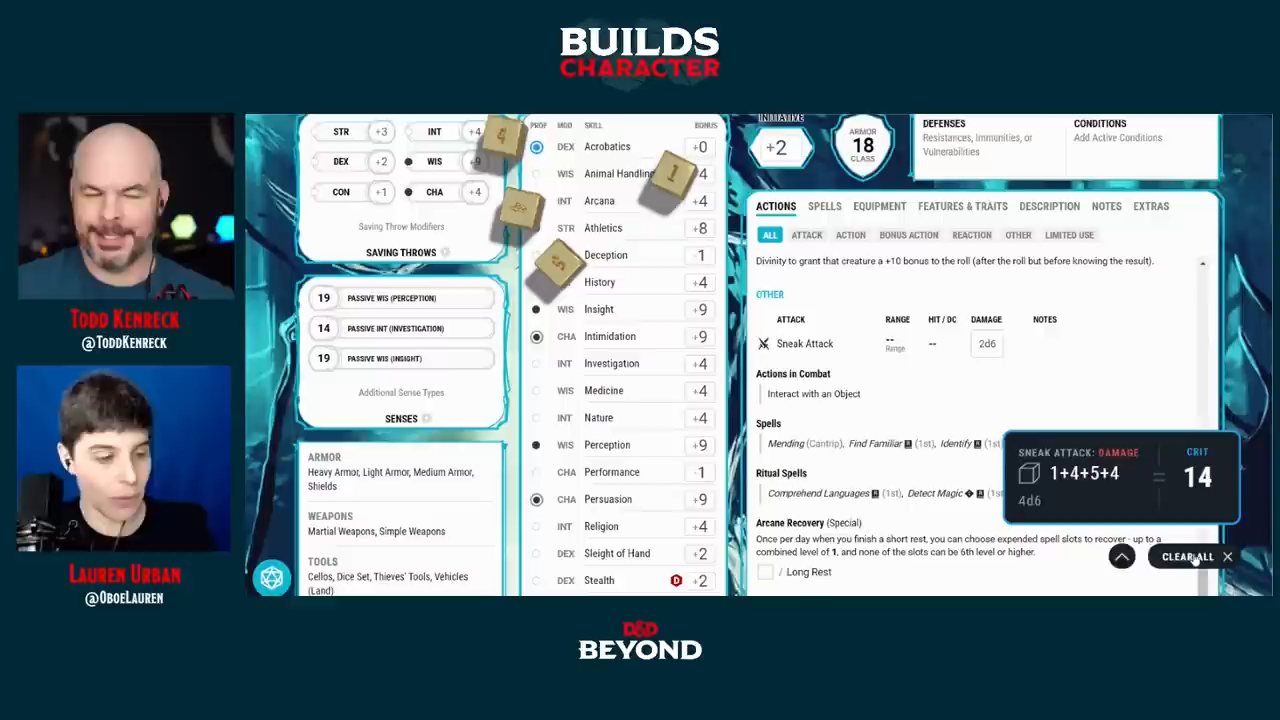 BUILDS
CHARACTER
TODD KENRECK
@TODDKENRECK
LAUREN URBAN
@OBOELAUREN
STR +3 INT +4
DEX +2 WIS +9
CON +1 CHA +4
Saving Throw Modifiers
SAVING THROWS
19 PASSIVE WIS (PERCEPTION)
14 PASSIVE INT (INVESTIGATION)
19 PASSIVE WIS (INSIGHT)
Additional Sense Types
SENSES
ARMOR
Heavy Armor, Light Armor, Medium Armor,
Shields
WEAPONS
Martial Weapons, Simple Weapons
TOOLS
Cellos, Dice Set, Thieves' Tools, Vehicles
(Land)
PROF MOD SKILL BONUS
DEX Acrobatics +0
WIS Animal Handling +4
INT Arcana +4
STR Athletics +8
Deception -1
History +4
WIS Insight +9
CHA Intimidation +9
INT Investigation +4
WIS Medicine +4
INT Nature +4
WIS Perception +9
CHA Performance -1
CHA Persuasion +9
INT Religion +4
DEX Sleight of Hand +2
DEX Stealth +2
4
1
5
INITIATIVE
+2
ARMOR
18
CLASS
DEFENSES
Resistances, Immunities, or
Vulnerabilities
CONDITIONS
Add Active Conditions
ACTIONS SPELLS EQUIPMENT FEATURES & TRAITS DESCRIPTION NOTES EXTRAS
ALL ATTACK ACTION BONUS ACTION REACTION OTHER LIMITED USE
Divinity to grant that creature a +10 bonus to the roll (after the roll but before knowing the result).
OTHER
ATTACK RANGE HIT / DC DAMAGE NOTES
Sneak Attack -- -- 2d6
Range
Actions in Combat
Interact with an Object
Spells
Mending (Cantrip), Find Familiar (1st), Identify (1st
Ritual Spells
Comprehend Languages (1st), Detect Magic (1st
Arcane Recovery (Special)
Once per day when you finish a short rest, you can choose expended spell slots to recover - up to a
combined level of 1, and none of the slots can be 6th level or higher.
/ Long Rest
SNEAK ATTACK: DAMAGE CRIT
1+4+5+4 = 14
4d6
CLEAR ALL
D&D
BEYOND